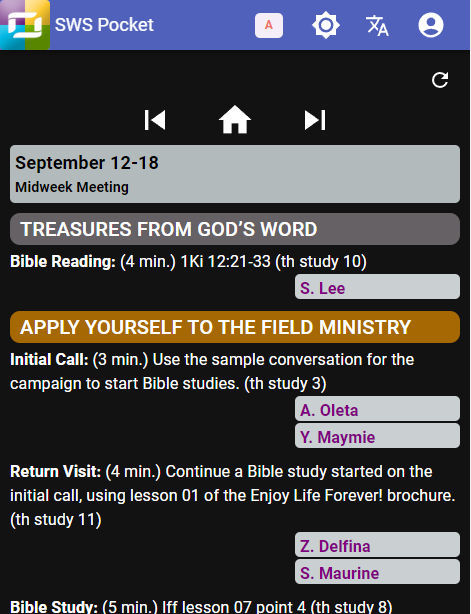 SWS Pocket
A
September 12-18
Midweek Meeting
TREASURES FROM GOD’S WORD
Bible Reading: (4 min.) 1Ki 12:21-33 (th study 10)
S. Lee
APPLY YOURSELF TO THE FIELD MINISTRY
Initial Call: (3 min.) Use the sample conversation for the
campaign to start Bible studies. (th study 3)
A. Oleta
Y. Maymie
Return Visit: (4 min.) Continue a Bible study started on the
initial call, using lesson 01 of the Enjoy Life Forever! brochure.
(th study 11)
Z. Delfina
S. Maurine
Bible Study: (5 min.) lff lesson 07 point 4 (th study 8)